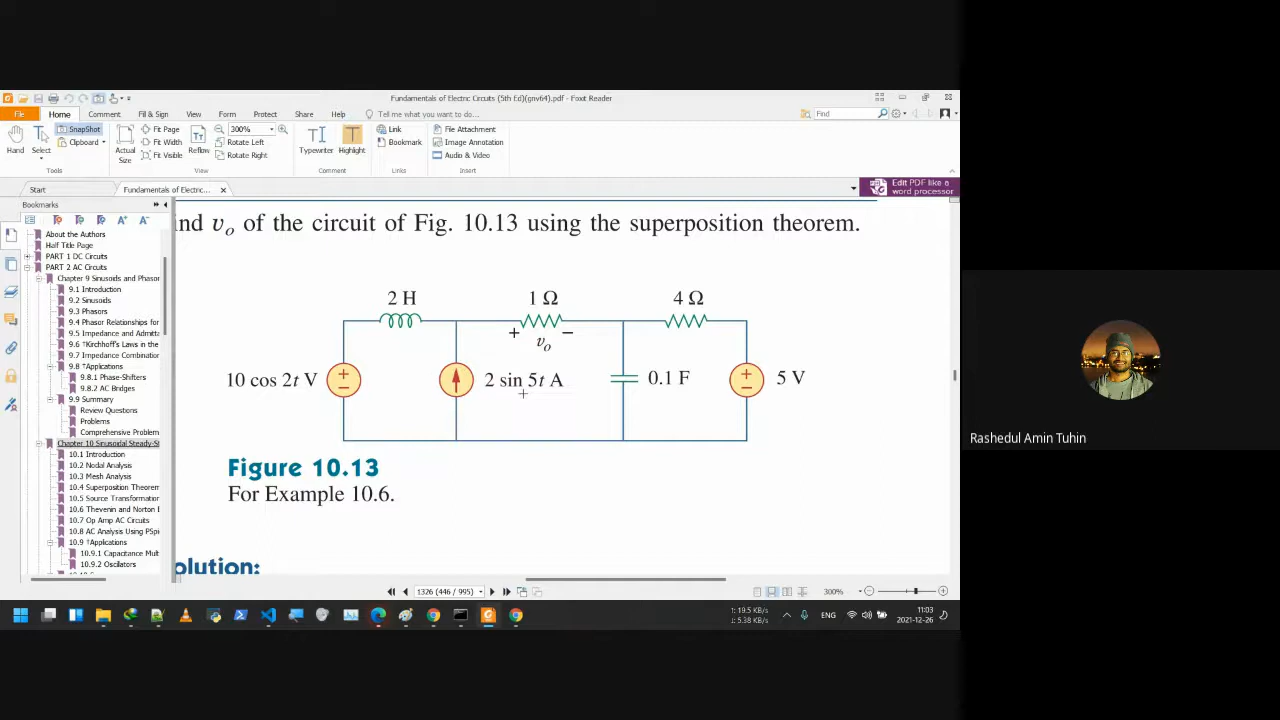 Fundamentals of Electric Circuits (5th Ed)(gnv64).pdf - Foxit Reader
File Home Comment Fill & Sign View Form Protect Share Help Tell me what you want to do... Find
Hand
Select
SnapShot
Clipboard
Tools
Actual Size
Fit Page
Fit Width
Fit Visible
Reflow
300%
Rotate Left
Rotate Right
View
Typewriter
Highlight
Comment
Link
Bookmark
Links
File Attachment
Image Annotation
Audio & Video
Insert
Start
Fundamentals of Electric...
Edit PDF like a
word processor
Bookmarks
About the Authors
Half Title Page
PART 1 DC Circuits
PART 2 AC Circuits
Chapter 9 Sinusoids and Phasor
9.1 Introduction
9.2 Sinusoids
9.3 Phasors
9.4 Phasor Relationships for
9.5 Impedance and Admitta
9.6 †Kirchhoff's Laws in the
9.7 Impedance Combination
9.8 †Applications
9.8.1 Phase-Shifters
9.8.2 AC Bridges
9.9 Summary
Review Questions
Problems
Comprehensive Problem
Chapter 10 Sinusoidal Steady-St
10.1 Introduction
10.2 Nodal Analysis
10.3 Mesh Analysis
10.4 Superposition Theorem
10.5 Source Transformation
10.6 Thevenin and Norton E
10.7 Op Amp AC Circuits
10.8 AC Analysis Using PSpi
10.9 †Applications
10.9.1 Capacitance Mult
10.9.2 Oscillators
ind vo of the circuit of Fig. 10.13 using the superposition theorem.
2 H 1 Ω 4 Ω
+ vo −
10 cos 2t V + − 2 sin 5t A 0.1 F + − 5 V
Figure 10.13
For Example 10.6.
olution:
1326 (446 / 995)
300%
1: 19.5 KB/s
↓: 5.38 KB/s
ENG
11:03
2021-12-26
Rashedul Amin Tuhin